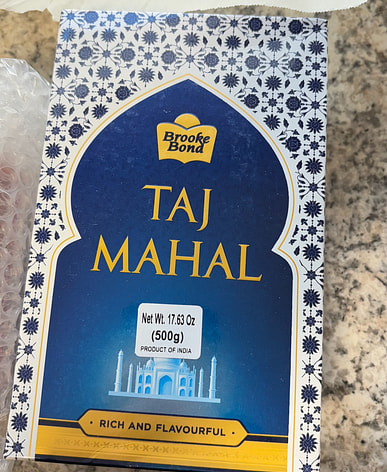 Brooke
Bond
TAJ
MAHAL
Net Wt. 17.63 Oz
(500g)
PRODUCT OF INDIA
RICH AND FLAVOURFUL